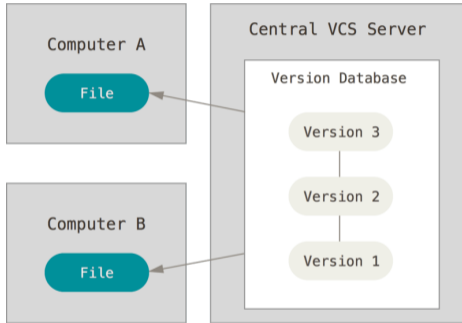 Computer A
File
Computer B
File
Central VCS Server
Version Database
Version 3
Version 2
Version 1